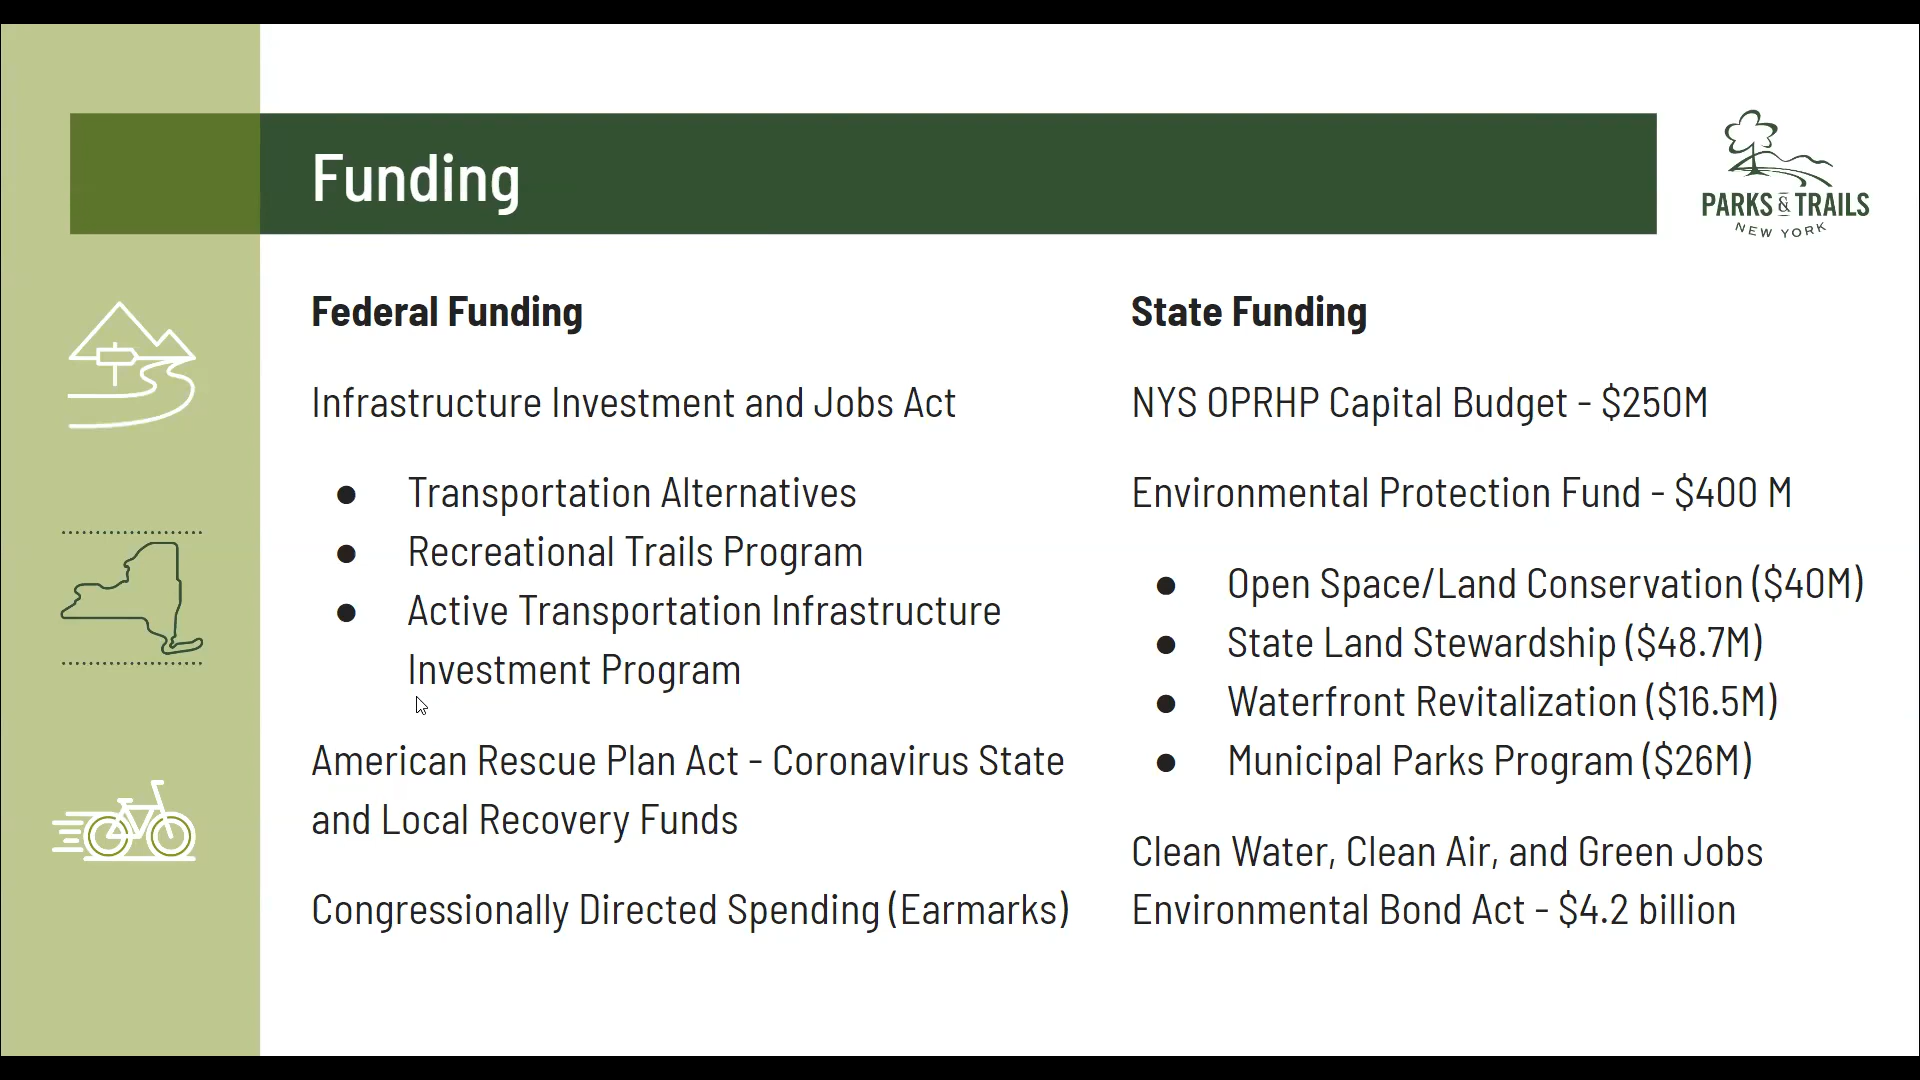 Funding
PARKS & TRAILS
NEW YORK
Federal Funding
Infrastructure Investment and Jobs Act
● Transportation Alternatives
● Recreational Trails Program
● Active Transportation Infrastructure
Investment Program
American Rescue Plan Act - Coronavirus State
and Local Recovery Funds
Congressionally Directed Spending (Earmarks)
State Funding
NYS OPRHP Capital Budget - $250M
Environmental Protection Fund - $400 M
● Open Space/Land Conservation ($40M)
● State Land Stewardship ($48.7M)
● Waterfront Revitalization ($16.5M)
● Municipal Parks Program ($26M)
Clean Water, Clean Air, and Green Jobs
Environmental Bond Act - $4.2 billion